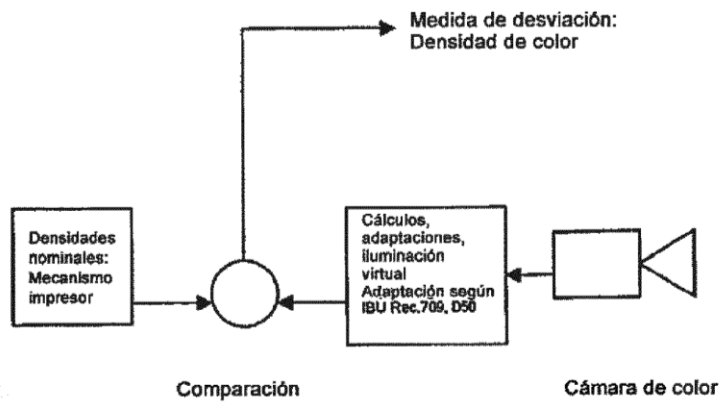 Medida de desviación:
Densidad de color
Densidades
nominales:
Mecanismo
impresor
Cálculos,
adaptaciones,
iluminación
virtual
Adaptación según
IBU Rec.709, D50
Comparación
Cámara de color